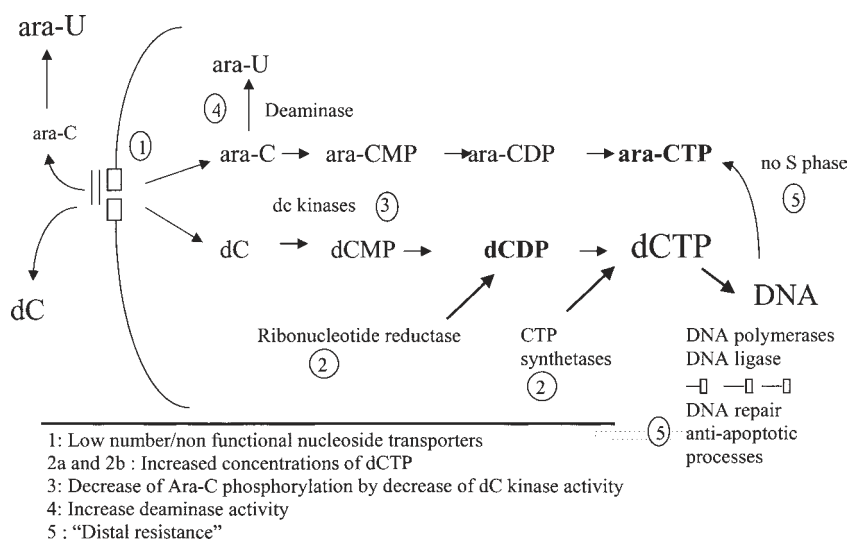 ara-U
ara-C
dC
1
ara-U
4 Deaminase
ara-C ara-CMP ara-CDP ara-CTP
no S phase
5
dc kinases 3
dC dCMP dCDP dCTP
DNA
Ribonucleotide reductase
2
CTP
synthetases
2
DNA polymerases
DNA ligase
DNA repair
5 anti-apoptotic
processes
1: Low number/non functional nucleoside transporters
2a and 2b : Increased concentrations of dCTP
3: Decrease of Ara-C phosphorylation by decrease of dC kinase activity
4: Increase deaminase activity
5 : “Distal resistance”